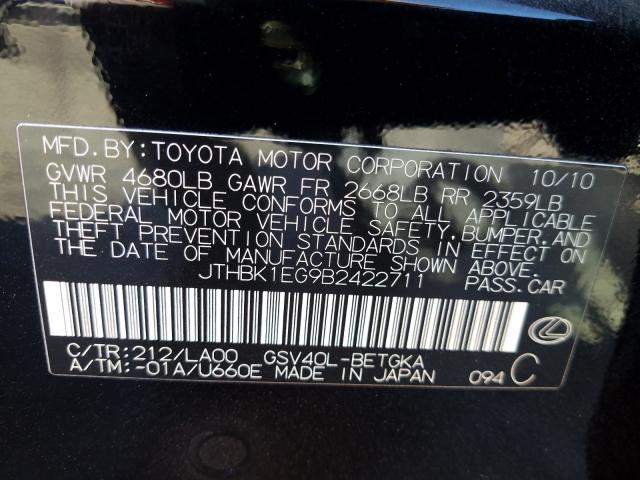 MFD. BY: TOYOTA MOTOR CORPORATION 10/10
GVWR 4680LB GAWR FR 2668LB RR 2359LB
THIS VEHICLE CONFORMS TO ALL APPLICABLE
FEDERAL MOTOR VEHICLE SAFETY, BUMPER, AND
THEFT PREVENTION STANDARDS IN EFFECT ON
THE DATE OF MANUFACTURE SHOWN ABOVE.
JTHBK1EG9B2422711 PASS. CAR
C/TR: 212/LA00 GSV40L-BETGKA
A/TM: -01A/U660E MADE IN JAPAN 094 C